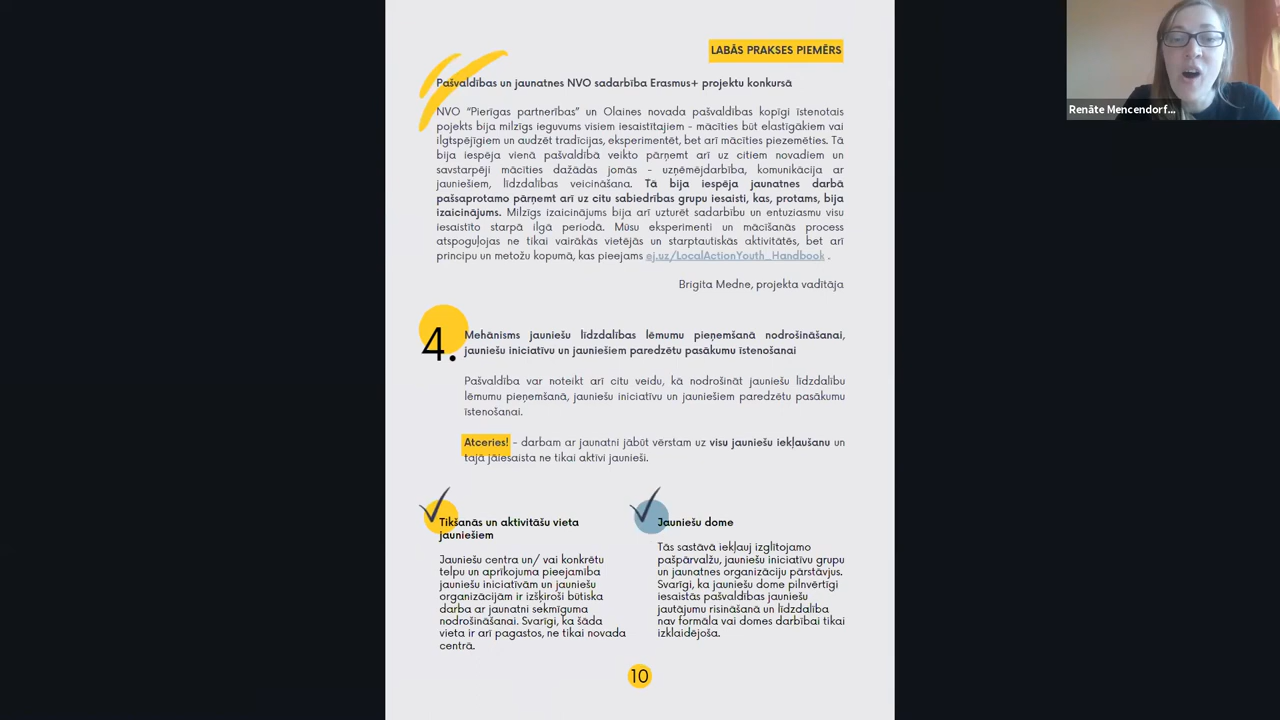 LABĀS PRAKSES PIEMĒRS
Pašvaldības un jaunatnes NVO sadarbība Erasmus+ projektu konkursā
NVO “Pierīgas partnerības” un Olaines novada pašvaldības kopīgi īstenotais
pojekts bija milzīgs ieguvums visiem iesaistītajiem - mācīties būt elastīgākiem vai
ilgtspējīgiem un audzēt tradīcijas, eksperimentēt, bet arī mācīties piezemēties. Tā
bija iespēja vienā pašvaldībā veikto pārņemt arī uz citiem novadiem un
savstarpēji mācīties dažādās jomās - uzņēmējdarbība, komunikācija ar
jauniešiem, līdzdalības veicināšana. Tā bija iespēja jaunatnes darbā
pašsaprotamo pārņemt arī uz citu sabiedrības grupu iesaisti, kas, protams, bija
izaicinājums. Milzīgs izaicinājums bija arī uzturēt sadarbību un entuziasmu visu
iesaistīto starpā ilgā periodā. Mūsu eksperimenti un mācīšanās process
atspoguļojas ne tikai vairākās vietējās un starptautiskās aktivitātēs, bet arī
principu un metožu kopumā, kas pieejams ej.uz/LocalActionYouth_Handbook .
Brigita Medne, projekta vadītāja
4.
Mehānisms jauniešu līdzdalības lēmumu pieņemšanā nodrošināšanai,
jauniešu iniciatīvu un jauniešiem paredzētu pasākumu īstenošanai
Pašvaldība var noteikt arī citu veidu, kā nodrošināt jauniešu līdzdalību
lēmumu pieņemšanā, jauniešu iniciatīvu un jauniešiem paredzētu pasākumu
īstenošanai.
Atceries! - darbam ar jaunatni jābūt vērstam uz visu jauniešu iekļaušanu un
tajā jāiesaista ne tikai aktīvi jaunieši.
Tikšanās un aktivitāšu vieta
jauniešiem
Jauniešu centra un/ vai konkrētu
telpu un aprīkojuma pieejamība
jauniešu iniciatīvām un jauniešu
organizācijām ir izšķiroši būtiska
darba ar jaunatni sekmīguma
nodrošināšanai. Svarīgi, ka šāda
vieta ir arī pagastos, ne tikai novada
centrā.
Jauniešu dome
Tās sastāvā iekļauj izglītojamo
pašpārvalžu, jauniešu iniciatīvu grupu
un jaunatnes organizāciju pārstāvjus.
Svarīgi, ka jauniešu dome pilnvērtīgi
iesaistās pašvaldības jauniešu
jautājumu risināšanā un līdzdalība
nav formāla vai domes darbībai tikai
izklaidējoša.
10
Renāte Mencendorf...